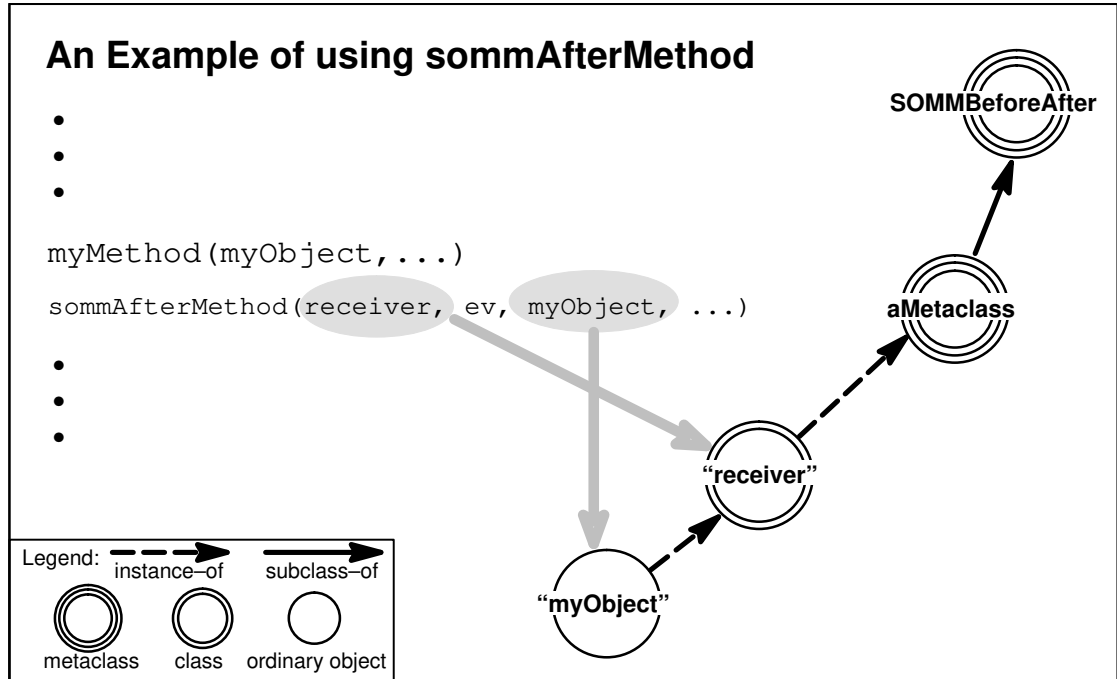 An Example of using sommAfterMethod
SOMMBeforeAfter
•
•
•
myMethod(myObject,...)
sommAfterMethod(receiver, ev, myObject, ...)
aMetaclass
•
•
•
“receiver”
“myObject”
Legend:
instance–of
subclass–of
metaclass
class
ordinary object